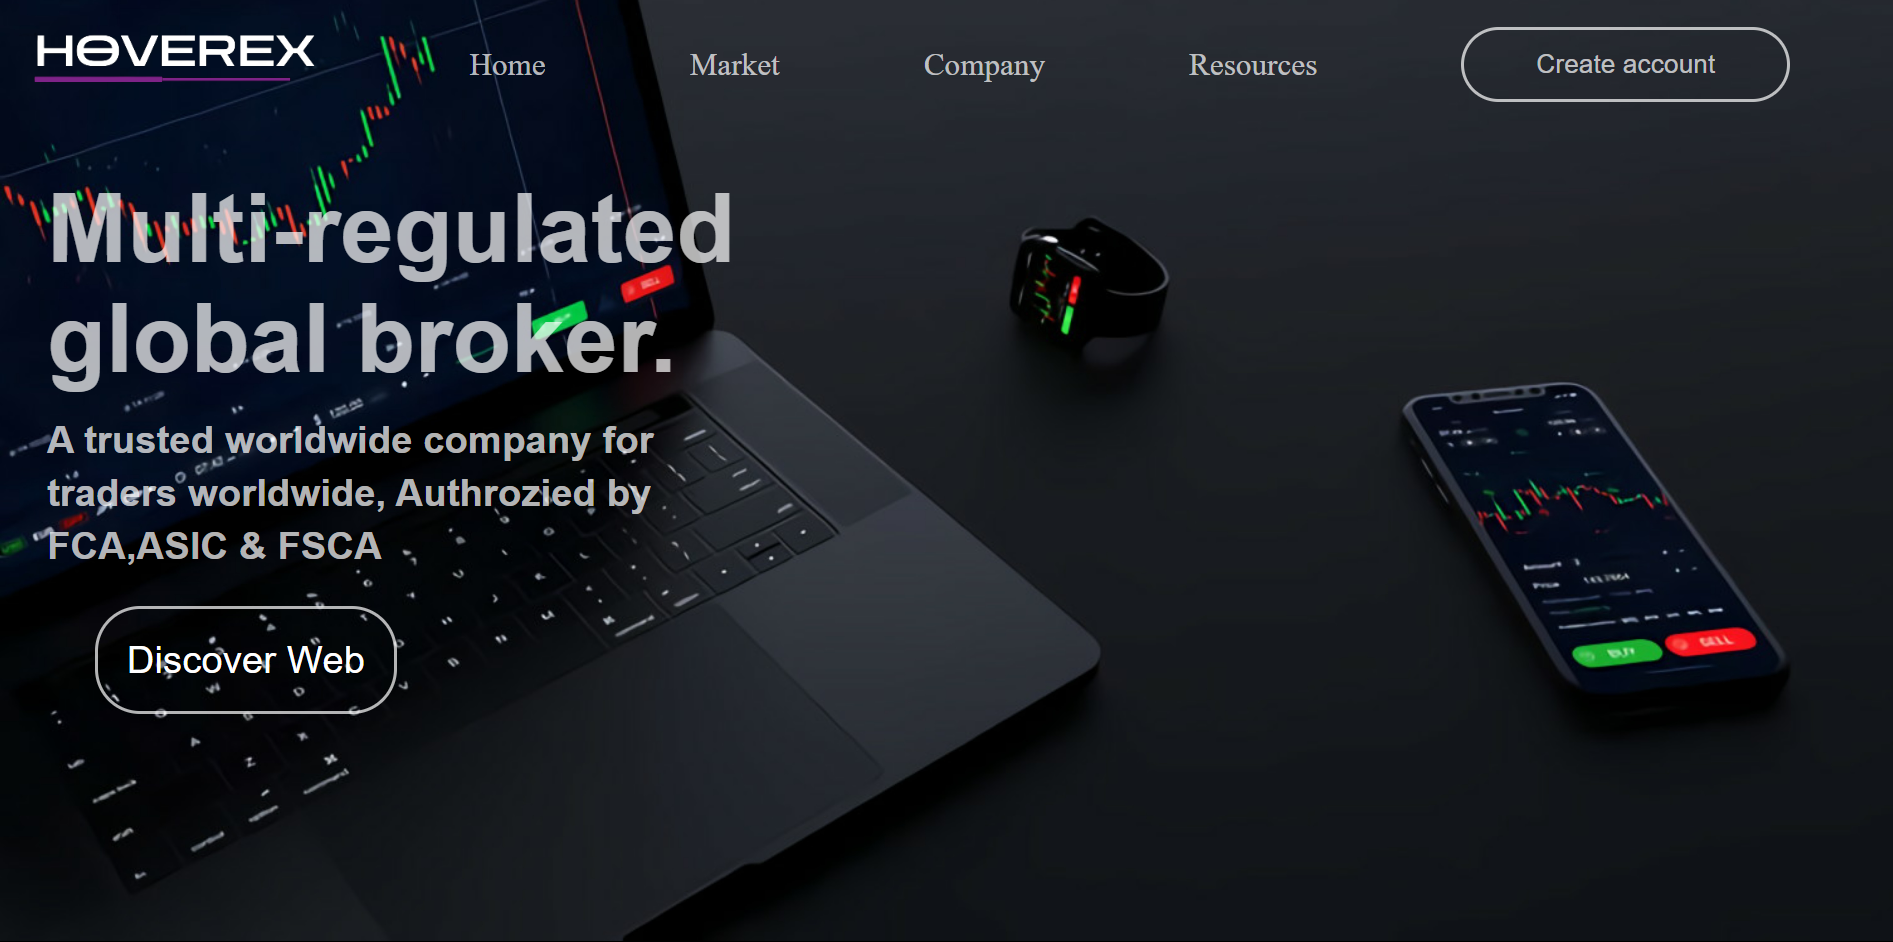 HOVEREX
Home
Market
Company
Resources
Create account
Multi-regulated
global broker.
A trusted worldwide company for
traders worldwide, Authrozied by
FCA,ASIC & FSCA
Discover Web
Price
BUY
SELL